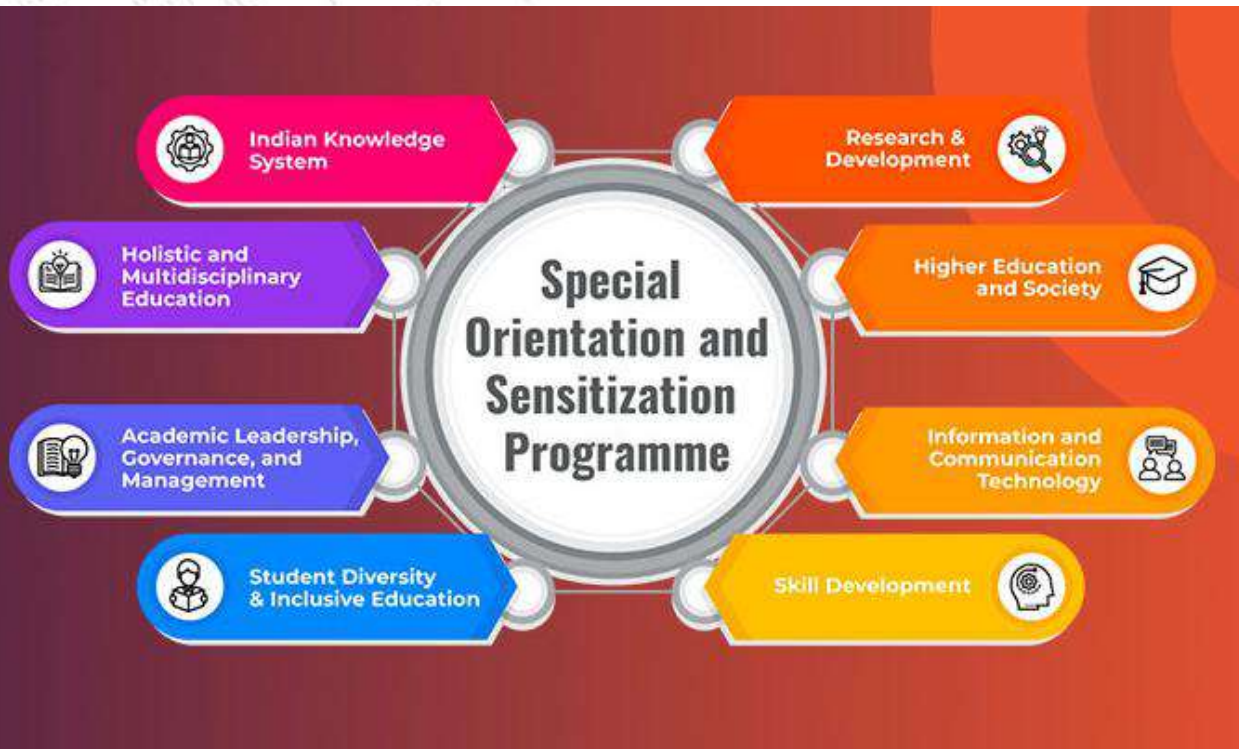 Indian Knowledge
System
Holistic and
Multidisciplinary
Education
Academic Leadership,
Governance, and
Management
Student Diversity
& Inclusive Education
Special
Orientation and
Sensitization
Programme
Research &
Development
Higher Education
and Society
Information and
Communication
Technology
Skill Development